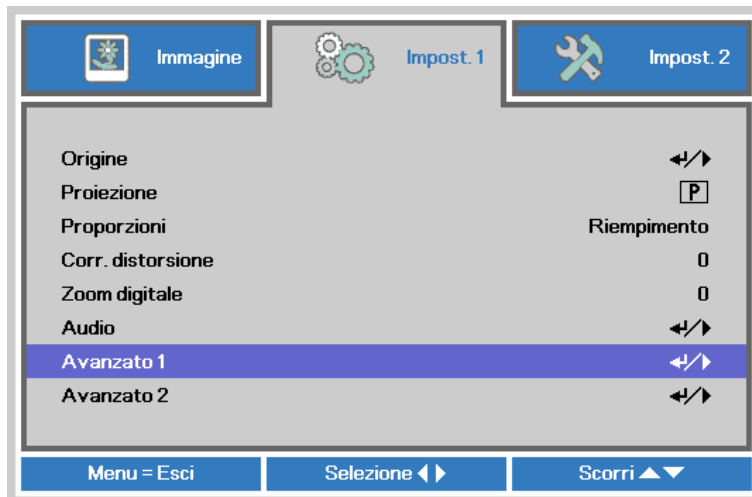 Immagine
Impost. 1
Impost. 2
Origine
Proiezione P
Proporzioni Riempimento
Corr. distorsione 0
Zoom digitale 0
Audio
Avanzato 1
Avanzato 2
Menu = Esci Selezione Scorri